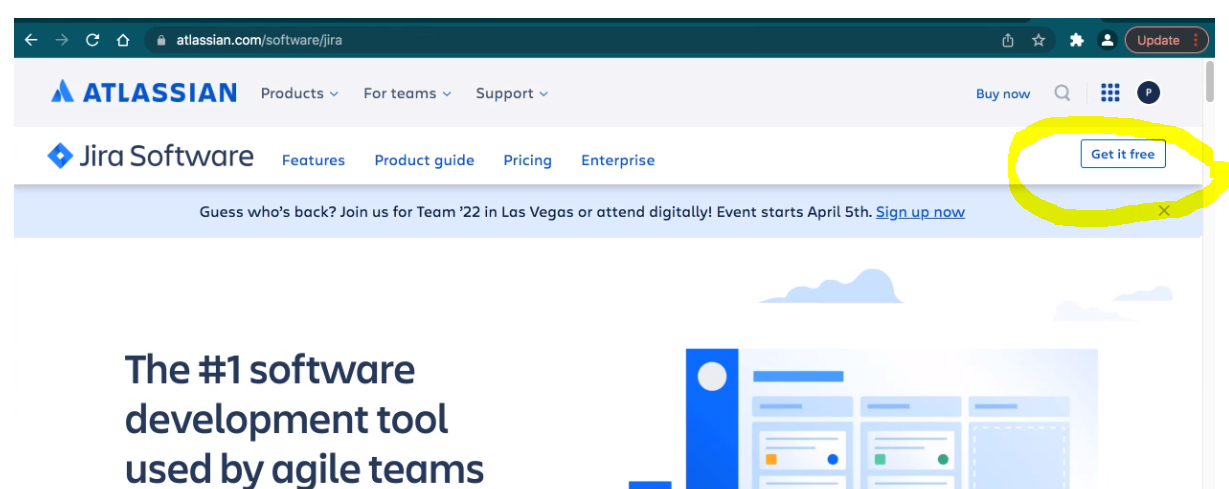 atlassian.com/software/jira Update
ATLASSIAN Products For teams Support Buy now P
Jira Software Features Product guide Pricing Enterprise Get it free
Guess who's back? Join us for Team '22 in Las Vegas or attend digitally! Event starts April 5th. Sign up now
The #1 software
development tool
used by agile teams